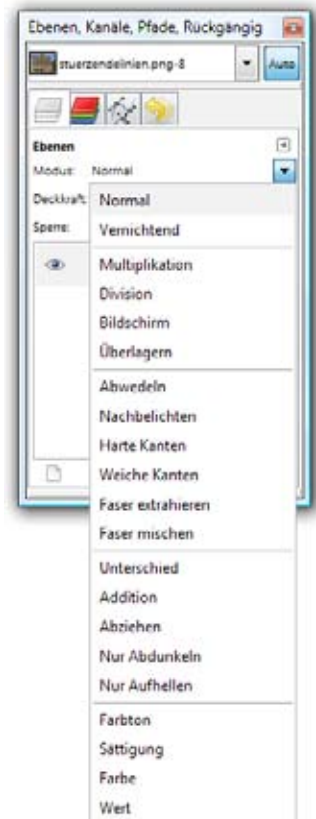 Ebenen, Kanäle, Pfade, Rückgängig
stuerzendelinien.png-8
Auto
Ebenen
Modus: Normal
Deckkraft:
Sperre:
Normal
Vernichtend
Multiplikation
Division
Bildschirm
Überlagern
Abwedeln
Nachbelichten
Harte Kanten
Weiche Kanten
Faser extrahieren
Faser mischen
Unterschied
Addition
Abziehen
Nur Abdunkeln
Nur Aufhellen
Farbton
Sättigung
Farbe
Wert